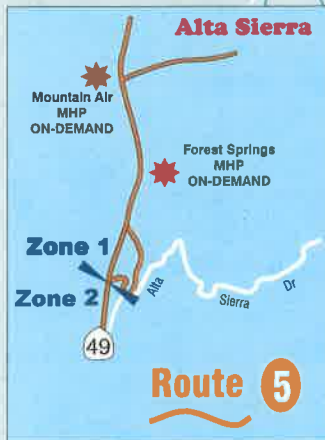 Alta Sierra
Mountain Air
MHP
ON-DEMAND
Forest Springs
MHP
ON-DEMAND
Zone 1
Zone 2
Alta
Sierra
Dr
49
Route 5